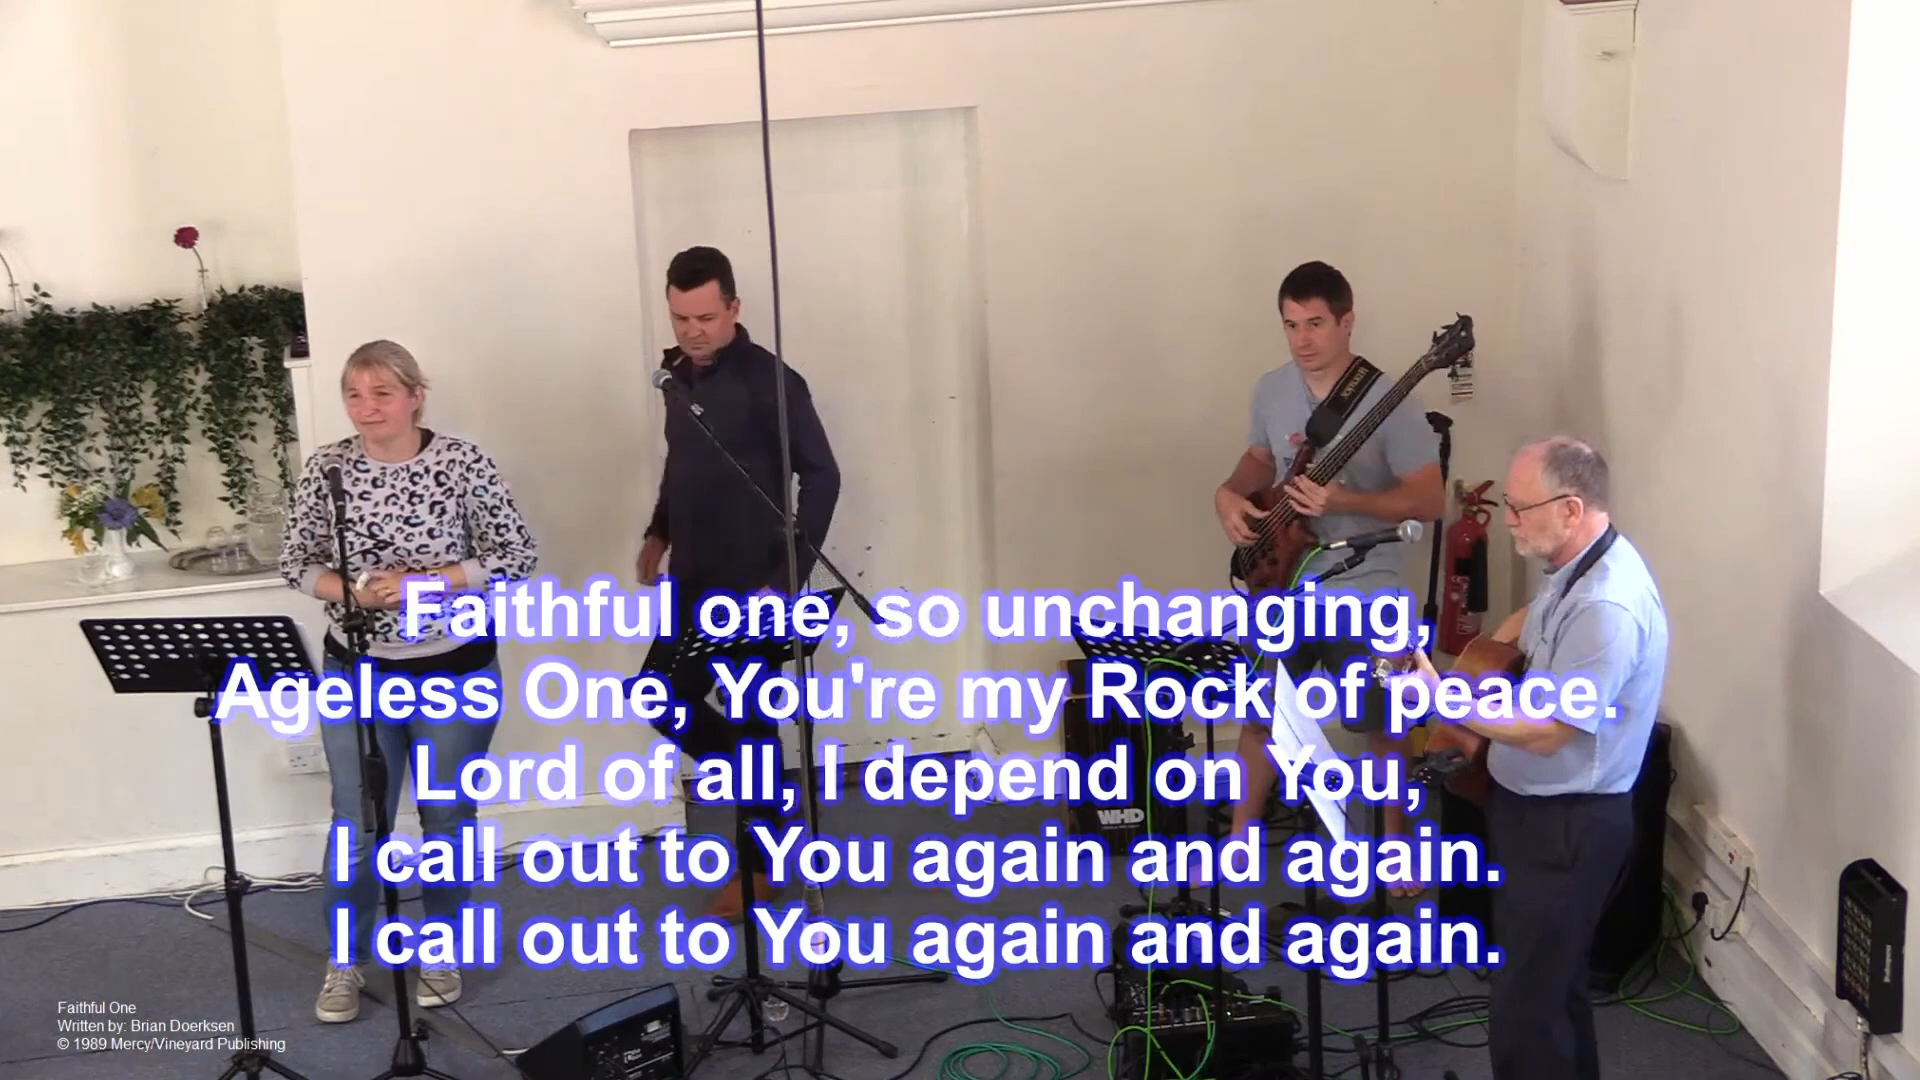 Faithful one, so unchanging,
Ageless One, You're my Rock of peace.
Lord of all, I depend on You,
I call out to You again and again.
I call out to You again and again.
WHD
Faithful One
Written by: Brian Doerksen
© 1989 Mercy/Vineyard Publishing